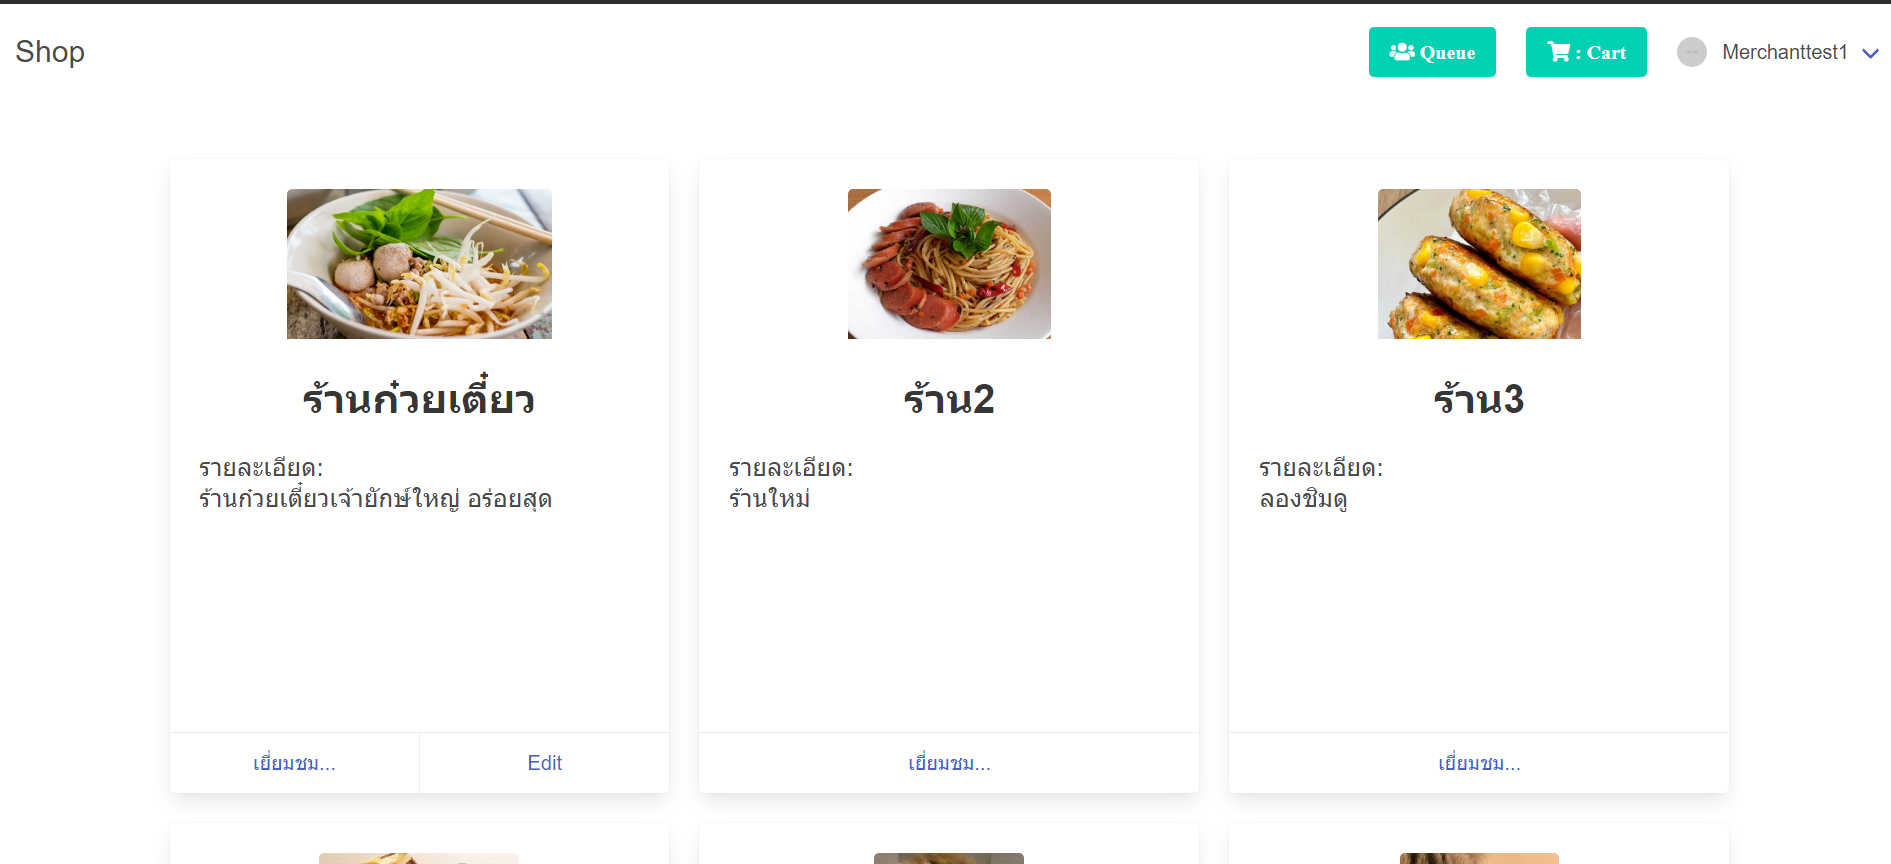 Shop
Queue
: Cart
Merchanttest1
ร้านก๋วยเตี๋ยว
รายละเอียด:
ร้านก๋วยเตี๋ยวเจ้ายักษ์ใหญ่ อร่อยสุด
เยี่ยมชม...
Edit
ร้าน2
รายละเอียด:
ร้านใหม่
เยี่ยมชม...
ร้าน3
รายละเอียด:
ลองชิมดู
เยี่ยมชม...